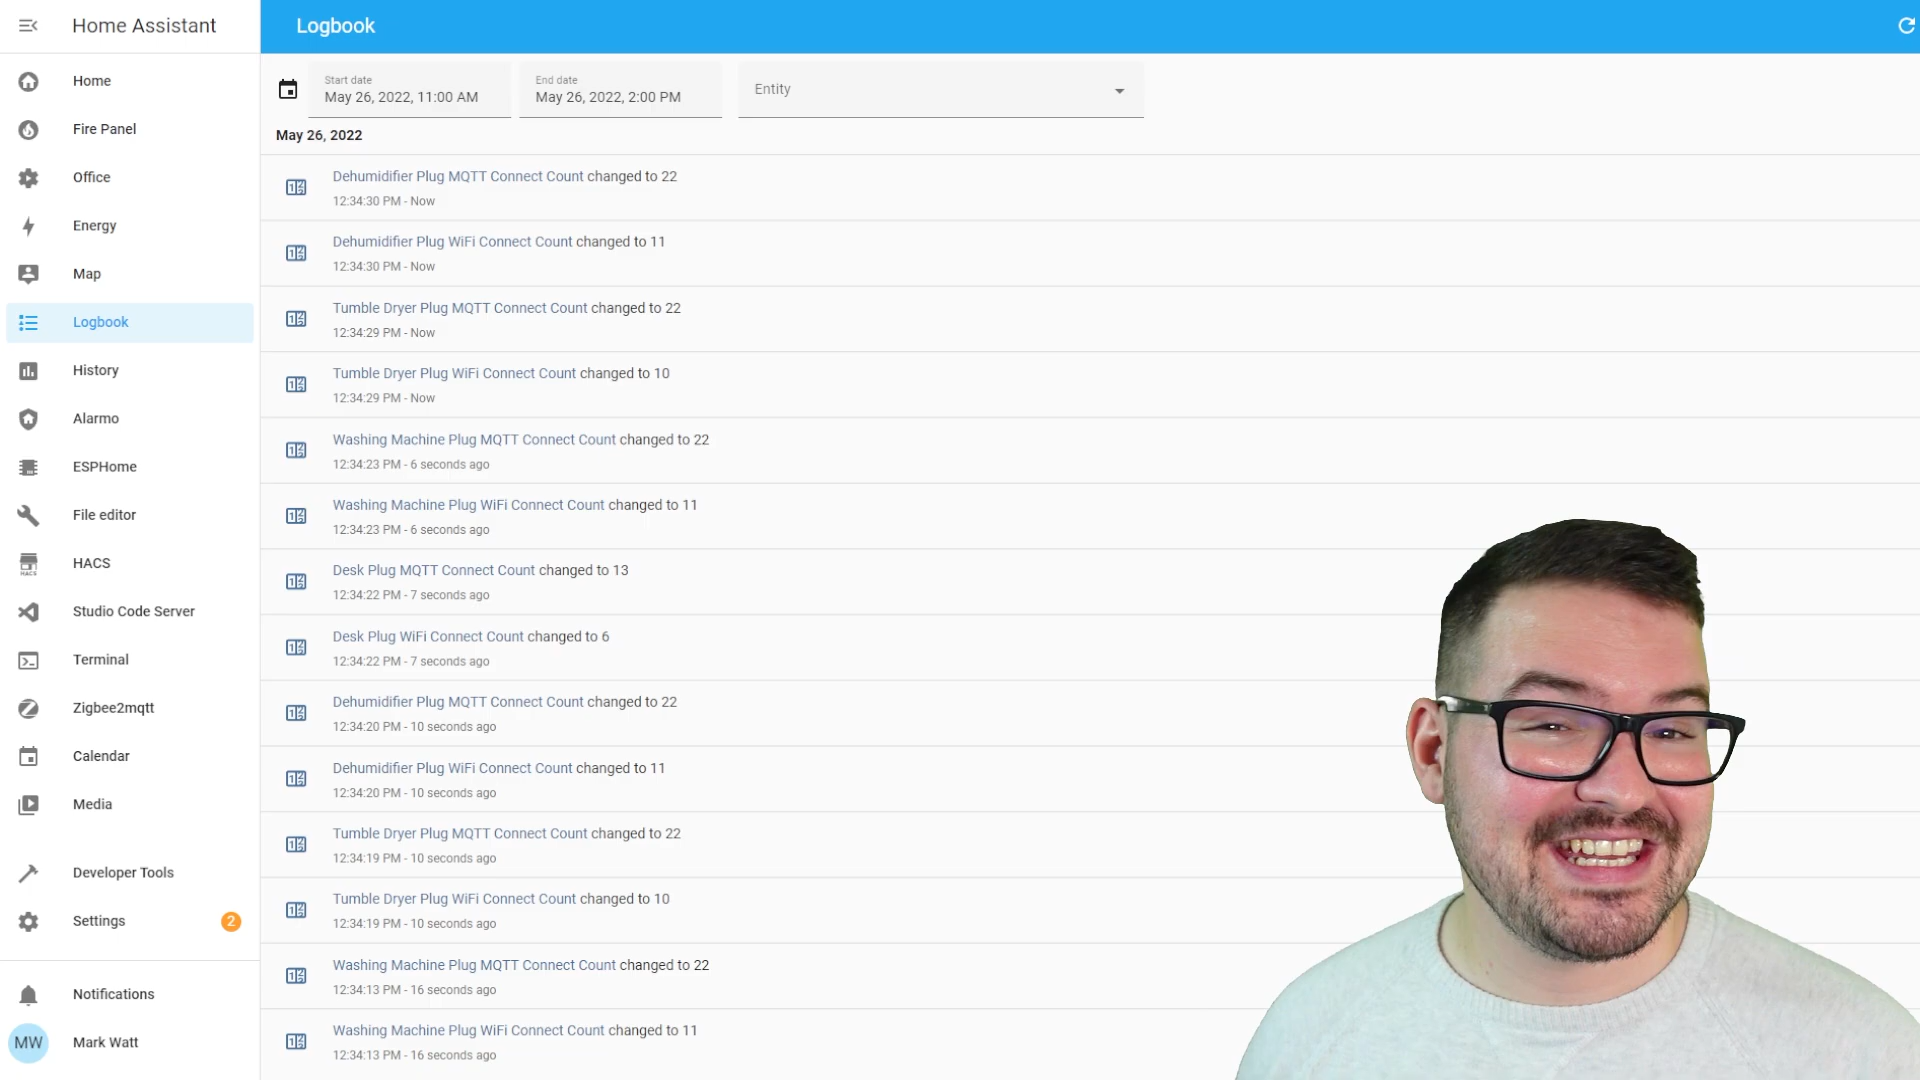 Home Assistant
Home
Fire Panel
Office
Energy
Map
Logbook
History
Alarmo
ESPHome
File editor
HACS
HACS
Studio Code Server
Terminal
Zigbee2mqtt
Calendar
Media
Developer Tools
Settings
2
Notifications
MW
Mark Watt
Logbook
Start date
May 26, 2022, 11:00 AM
End date
May 26, 2022, 2:00 PM
Entity
May 26, 2022
Dehumidifier Plug MQTT Connect Count changed to 22
12:34:30 PM - Now
Dehumidifier Plug WiFi Connect Count changed to 11
12:34:30 PM - Now
Tumble Dryer Plug MQTT Connect Count changed to 22
12:34:29 PM - Now
Tumble Dryer Plug WiFi Connect Count changed to 10
12:34:29 PM - Now
Washing Machine Plug MQTT Connect Count changed to 22
12:34:23 PM - 6 seconds ago
Washing Machine Plug WiFi Connect Count changed to 11
12:34:23 PM - 6 seconds ago
Desk Plug MQTT Connect Count changed to 13
12:34:22 PM - 7 seconds ago
Desk Plug WiFi Connect Count changed to 6
12:34:22 PM - 7 seconds ago
Dehumidifier Plug MQTT Connect Count changed to 22
12:34:20 PM - 10 seconds ago
Dehumidifier Plug WiFi Connect Count changed to 11
12:34:20 PM - 10 seconds ago
Tumble Dryer Plug MQTT Connect Count changed to 22
12:34:19 PM - 10 seconds ago
Tumble Dryer Plug WiFi Connect Count changed to 10
12:34:19 PM - 10 seconds ago
Washing Machine Plug MQTT Connect Count changed to 22
12:34:13 PM - 16 seconds ago
Washing Machine Plug WiFi Connect Count changed to 11
12:34:13 PM - 16 seconds ago